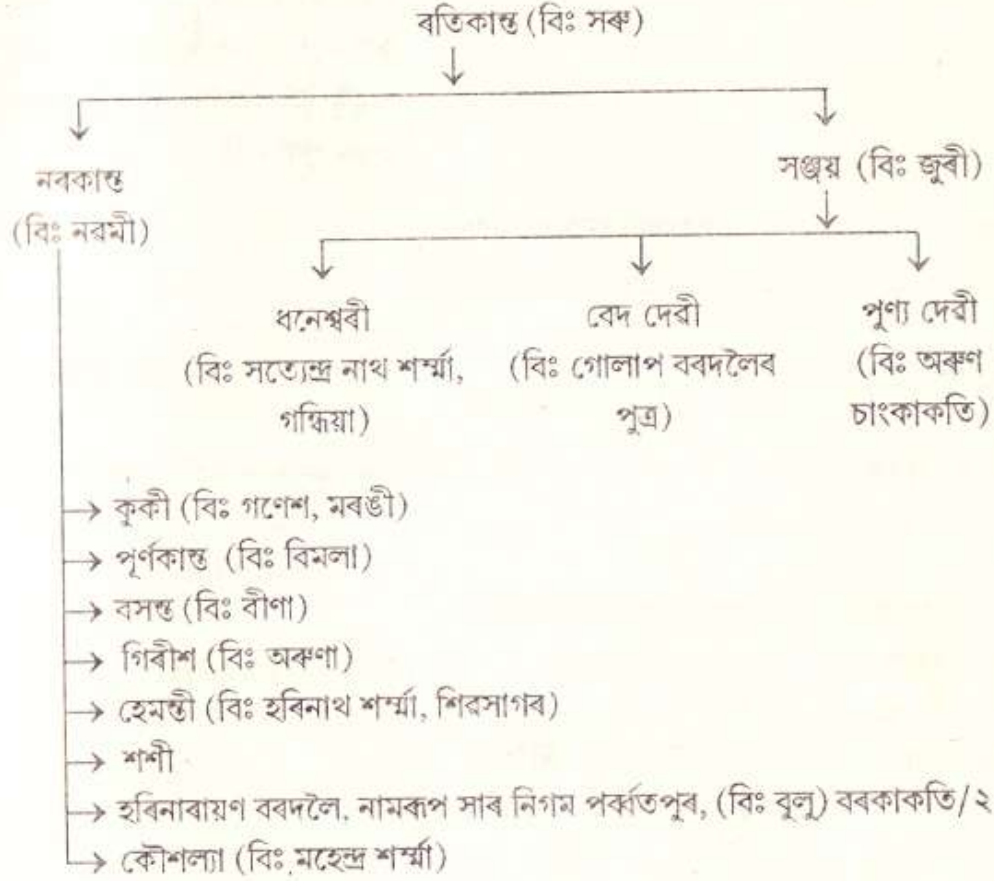 ৰতিকান্ত (বিঃ সৰু)
নবকান্ত
(বিঃ নৱমী)
সঞ্জয় (বিঃ জুৰী)
ধনেশ্বৰী
(বিঃ সত্যেন্দ্ৰ নাথ শৰ্ম্মা,
গন্ধিয়া)
বেদ দেৱী
(বিঃ গোলাপ বৰদলৈৰ
পুত্ৰ)
পুণ্য দেৱী
(বিঃ অৰুণ
চাংকাকতি)
কুকী (বিঃ গণেশ, মৰঙী)
পূৰ্ণকান্ত (বিঃ বিমলা)
বসন্ত (বিঃ বীণা)
গিৰীশ (বিঃ অৰুণা)
হেমন্তী (বিঃ হৰিনাথ শৰ্ম্মা, শিৱসাগৰ)
শশী
হৰিনাৰায়ণ বৰদলৈ, নামৰূপ সাৰ নিগম পৰ্ব্বতপুৰ, (বিঃ বুলু) বৰকাকতি/২
কৌশল্যা (বিঃ মহেন্দ্ৰ শৰ্ম্মা)